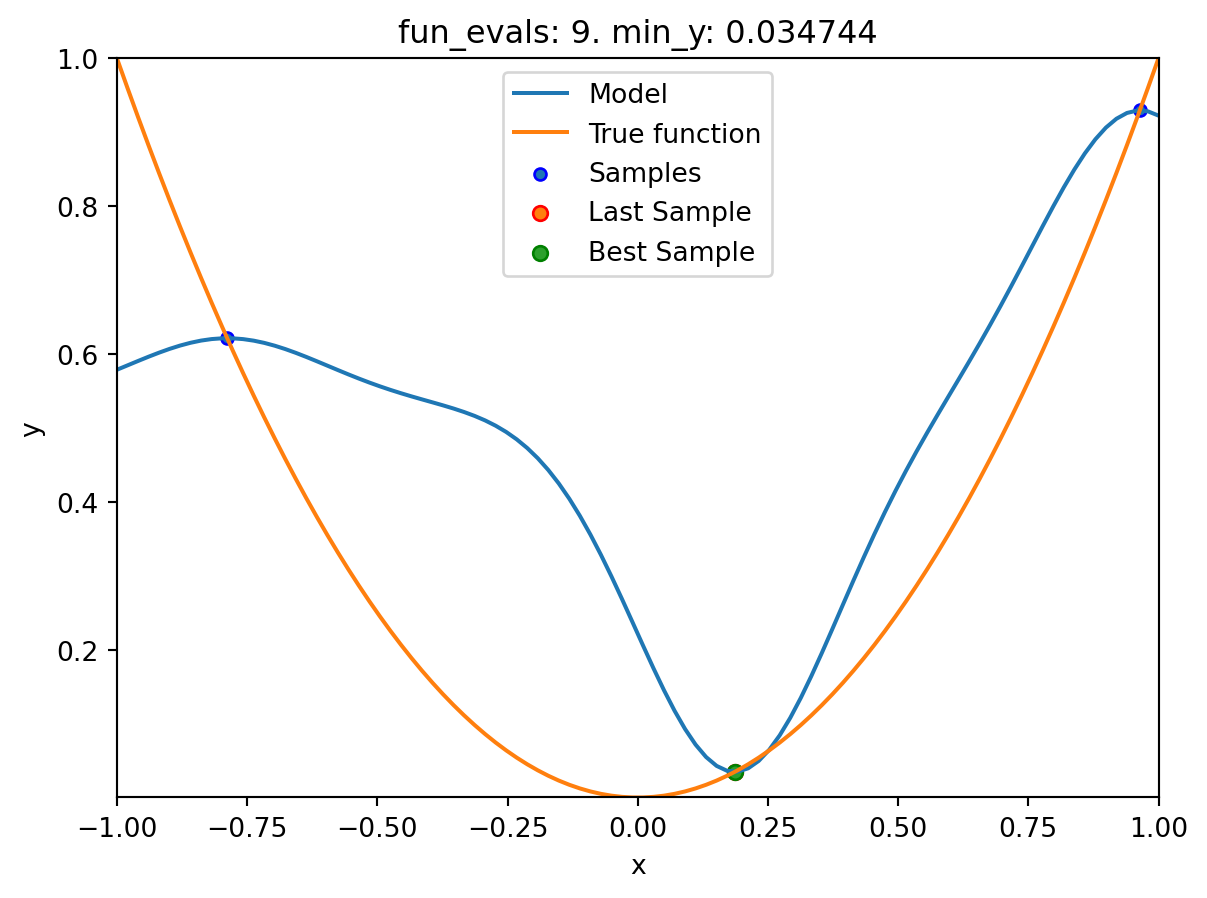 fun_evals: 9. min_y: 0.034744
1.0
Model
True function
Samples
Last Sample
Best Sample
0.8
0.6
y
0.4
0.2
−1.00 −0.75 −0.50 −0.25 0.00 0.25 0.50 0.75 1.00
x